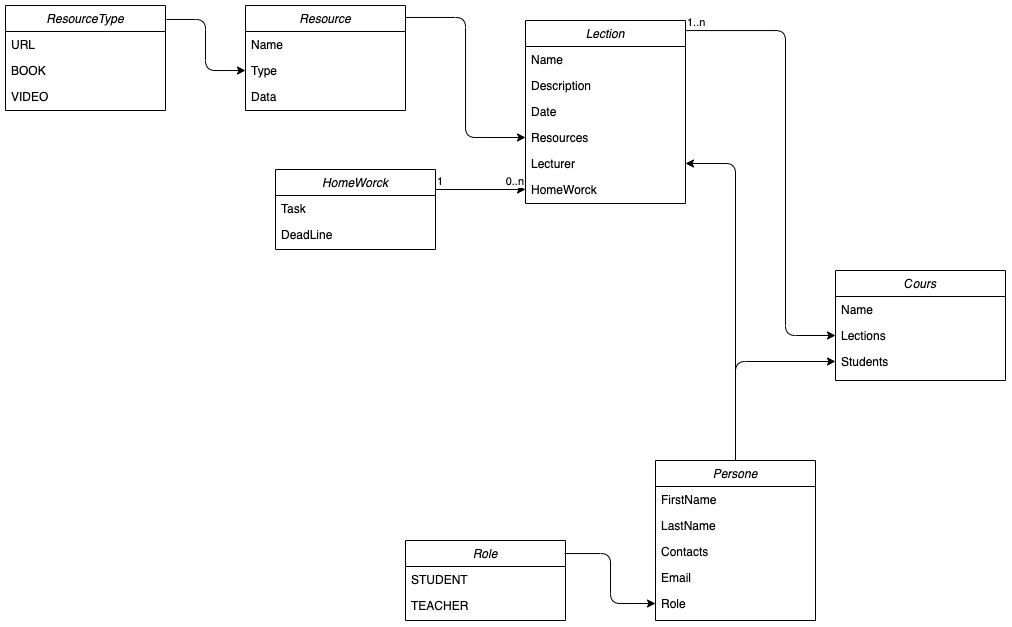 ResourceType
URL
BOOK
VIDEO
Resource
Name
Type
Data
Lection
Name
Description
Date
Resources
Lecturer
HomeWorck
1..n
HomeWorck
Task
DeadLine
1
0..n
Cours
Name
Lections
Students
Persone
FirstName
LastName
Contacts
Email
Role
Role
STUDENT
TEACHER